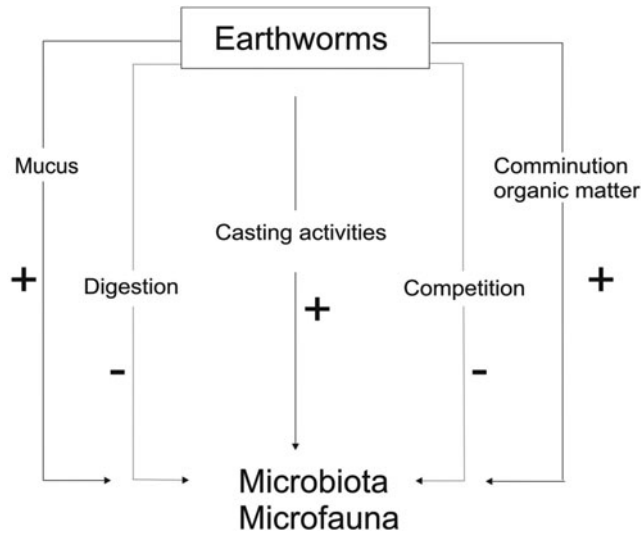 Earthworms
Mucus
Comminution
organic matter
Casting activities
+
Digestion
+
Competition
+
-
-
Microbiota
Microfauna